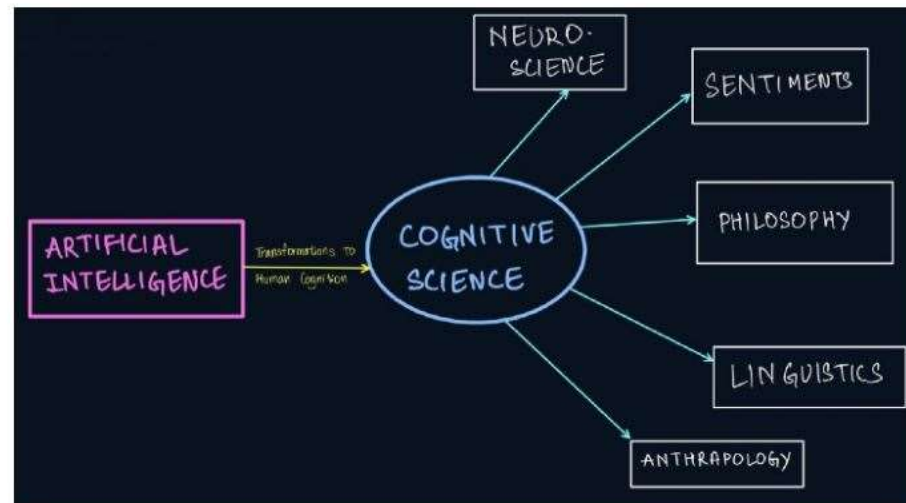 NEURO-
SCIENCE
SENTIMENTS
PHILOSOPHY
ARTIFICIAL
INTELLIGENCE
Transformations to
Human Cognition
COGNITIVE
SCIENCE
LINGUISTICS
ANTHRAPOLOGY